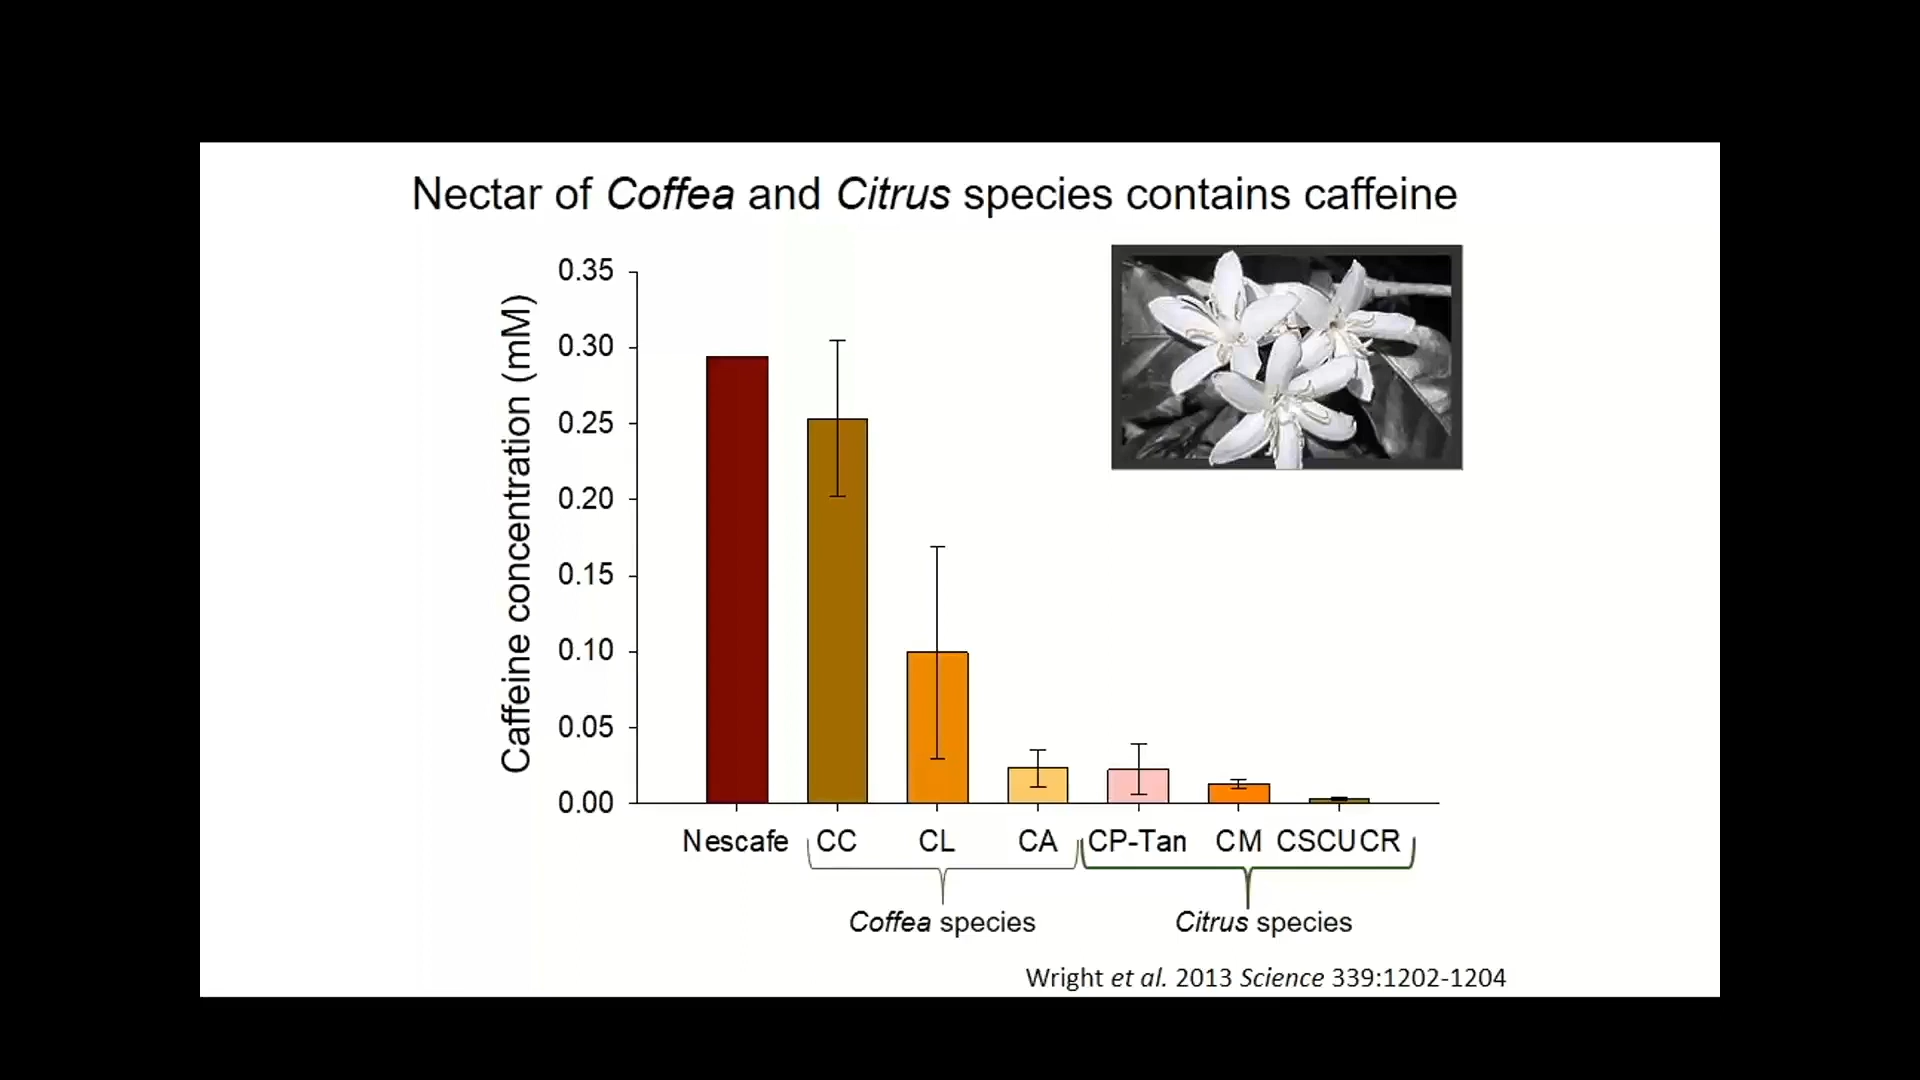 Nectar of Coffea and Citrus species contains caffeine
Caffeine concentration (mM)
0.35
0.30
0.25
0.20
0.15
0.10
0.05
0.00
Nescafe CC CL CA CP-Tan CM CSCUCR
Coffea species Citrus species
Wright et al. 2013 Science 339:1202-1204